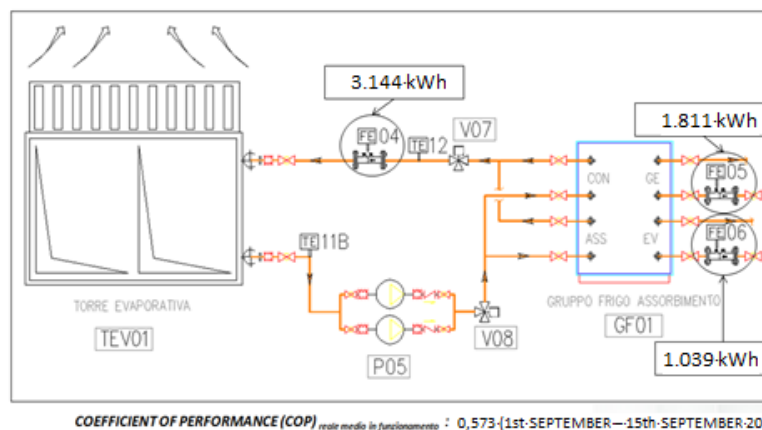 3.144·kWh
1.811·kWh
FE 04
TE 12
V07
CON
GE
FE 05
ASS
EV
FE 06
TE 11B
TORRE EVAPORATIVA
TEV01
P05
V08
GRUPPO FRIGO ASSORBIMENTO
GF01
1.039·kWh
COEFFICIENT OF PERFORMANCE (COP) reale medio in funzionamento : 0,573·(1st·SEPTEMBER—·15th·SEPTEMBER·20